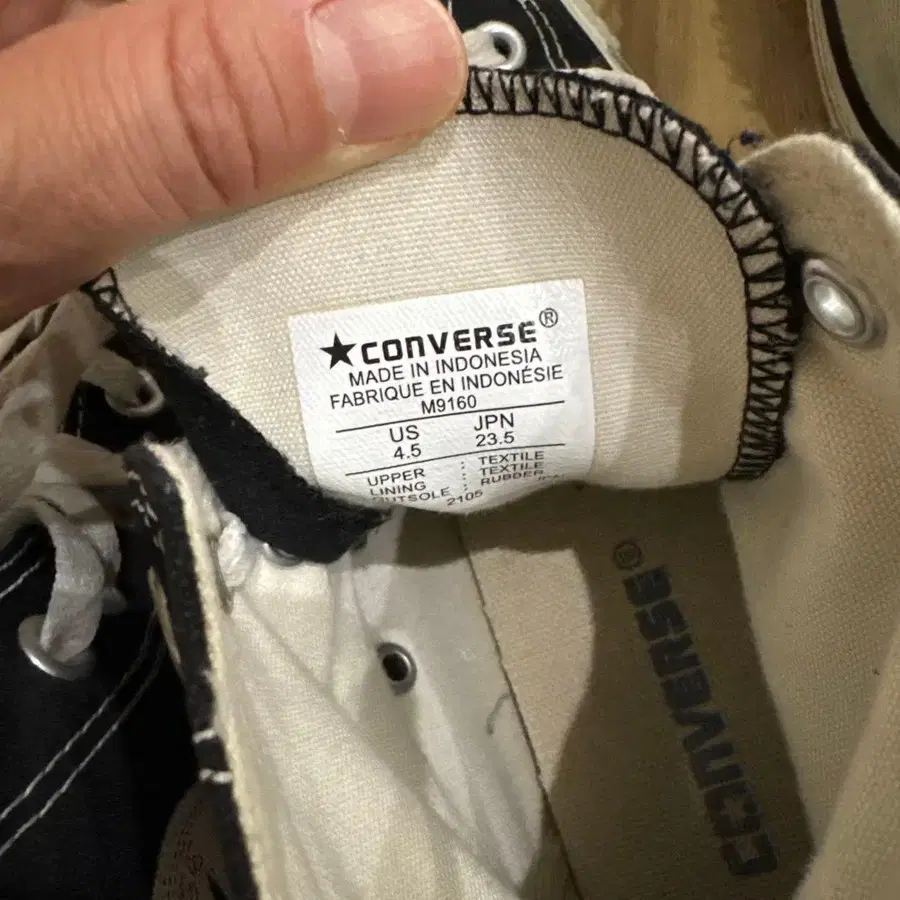 ★CONVERSE®
MADE IN INDONESIA
FABRIQUE EN INDONÉSIE
M9160
US JPN
4.5 23.5
UPPER : TEXTILE
LINING : TEXTILE
OUTSOLE : RUBBER
2105
CONVERSE®